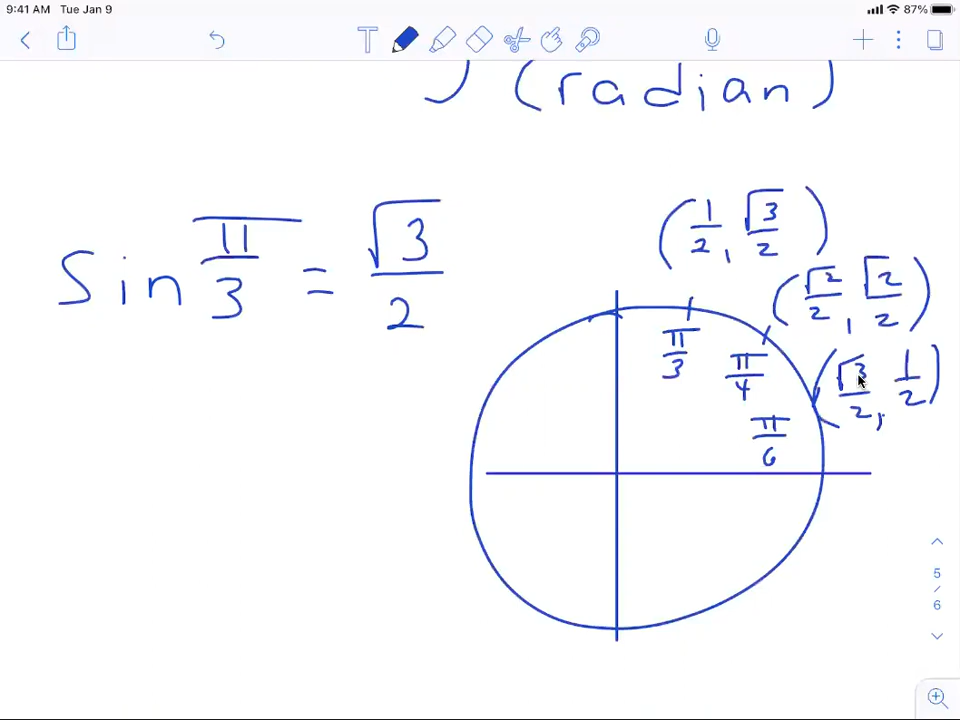 9:41 AM Tue Jan 9
87%
T
(radian)
Sin π/3 = √3/2
(1/2, √3/2)
(√2/2, √2/2)
(√3/2, 1/2)
π/3
π/4
π/6
5
/
6